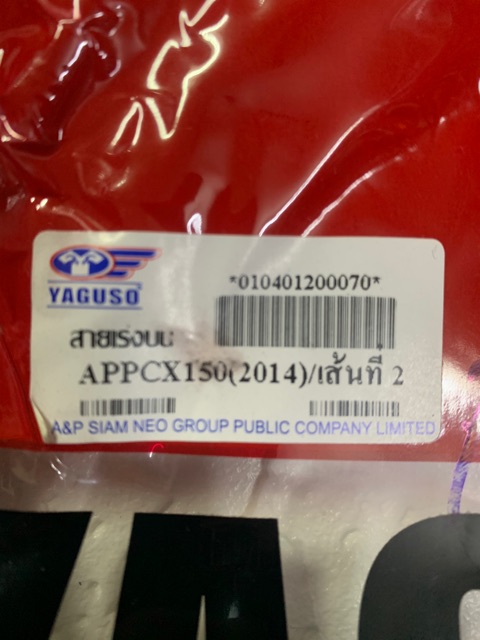 YAGUSO
*010401200070*
สายเร่งบน
APPCX150(2014)/เส้นที่ 2
A&P SIAM NEO GROUP PUBLIC COMPANY LIMITED